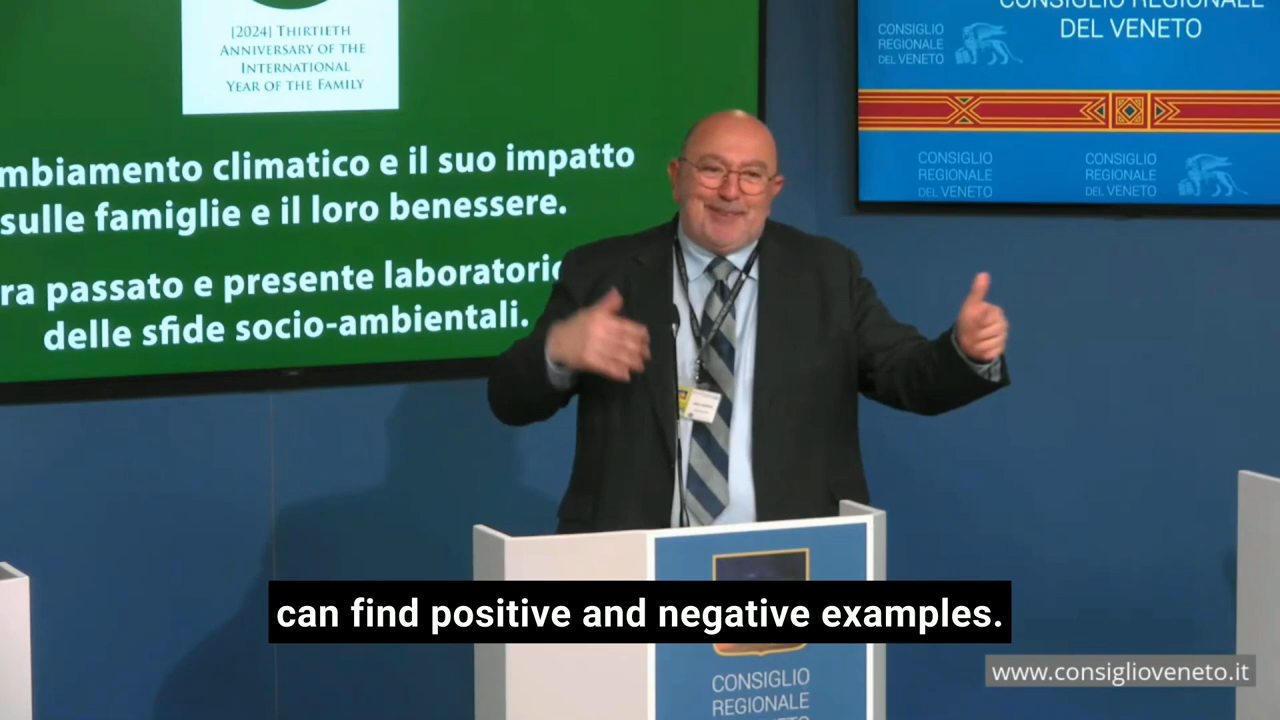 [2024] THIRTIETH
ANNIVERSARY OF THE
INTERNATIONAL
YEAR OF THE FAMILY
mbiamento climatico e il suo impatto
sulle famiglie e il loro benessere.
ra passato e presente laboratorio
delle sfide socio-ambientali.
CONSIGLIO REGIONALE
DEL VENETO
CONSIGLIO
REGIONALE
DEL VENETO
CONSIGLIO
REGIONALE
DEL VENETO
CONSIGLIO
REGIONALE
DEL VENETO
can find positive and negative examples.
www.consiglioveneto.it
CONSIGLIO
REGIONALE